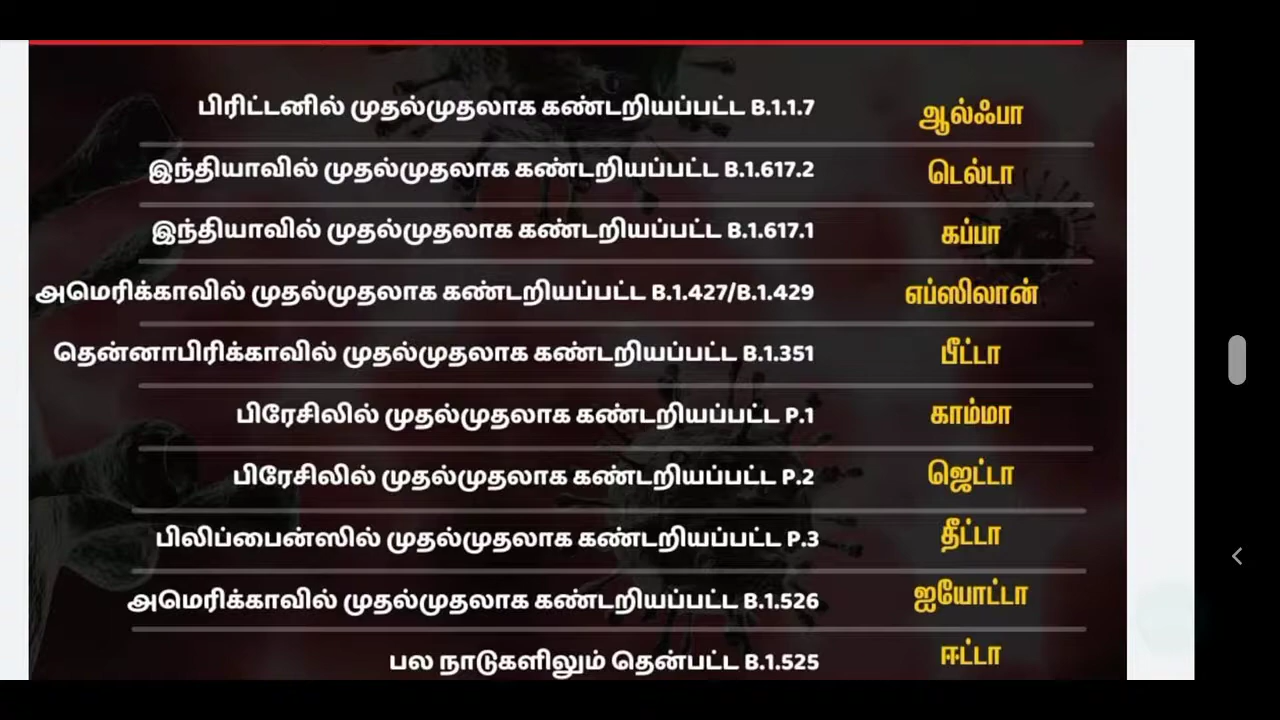 பிரிட்டனில் முதல்முதலாக கண்டறியப்பட்ட B.1.1.7 ஆல்ஃபா
இந்தியாவில் முதல்முதலாக கண்டறியப்பட்ட B.1.617.2 டெல்டா
இந்தியாவில் முதல்முதலாக கண்டறியப்பட்ட B.1.617.1 கப்பா
அமெரிக்காவில் முதல்முதலாக கண்டறியப்பட்ட B.1.427/B.1.429 எப்ஸிலான்
தென்னாபிரிக்காவில் முதல்முதலாக கண்டறியப்பட்ட B.1.351 பீட்டா
பிரேசிலில் முதல்முதலாக கண்டறியப்பட்ட P.1 காம்மா
பிரேசிலில் முதல்முதலாக கண்டறியப்பட்ட P.2 ஜெட்டா
பிலிப்பைன்ஸில் முதல்முதலாக கண்டறியப்பட்ட P.3 தீட்டா
அமெரிக்காவில் முதல்முதலாக கண்டறியப்பட்ட B.1.526 ஐயோட்டா
பல நாடுகளிலும் தென்பட்ட B.1.525 ஈட்டா